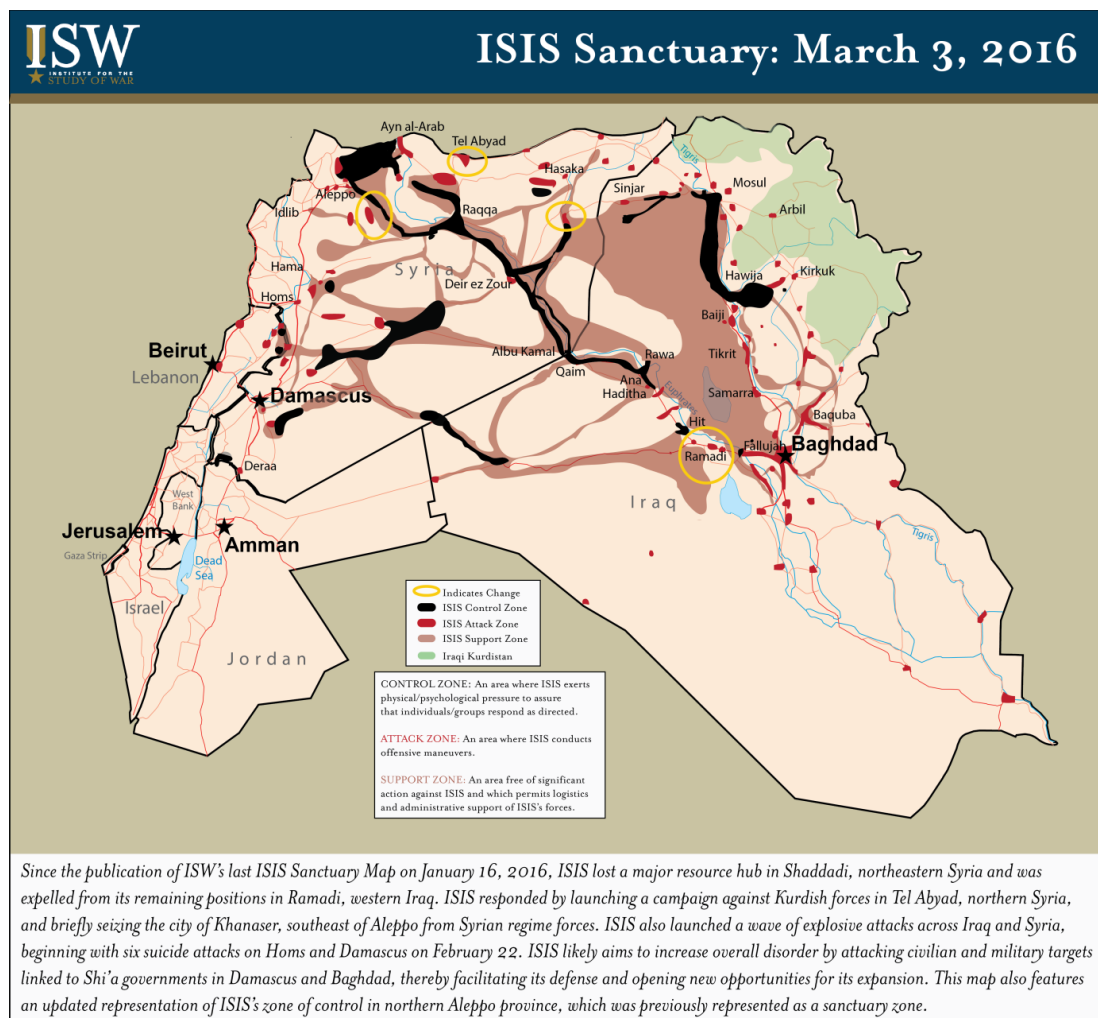 ISW
INSTITUTE FOR THE
STUDY OF WAR
ISIS Sanctuary: March 3, 2016
Ayn al-Arab
Tel Abyad
Tigris
Hasaka
Mosul
Sinjar
Aleppo
Idlib
Raqqa
Arbil
Hama
Syria
Deir ez Zour
Hawija
Kirkuk
Homs
Baiji
Beirut
Lebanon
Albu Kamal
Rawa
Tikrit
Qaim
Ana
Haditha
Euphrates
Samarra
Damascus
Hit
Baquba
Fallujah
Baghdad
Ramadi
Deraa
West
Bank
Iraq
Jerusalem
Amman
Gaza Strip
Dead
Sea
Tigris
Israel
Jordan
Indicates Change
ISIS Control Zone
ISIS Attack Zone
ISIS Support Zone
Iraqi Kurdistan
CONTROL ZONE: An area where ISIS exerts
physical/psychological pressure to assure
that individuals/groups respond as directed.
ATTACK ZONE: An area where ISIS conducts
offensive maneuvers.
SUPPORT ZONE: An area free of significant
action against ISIS and which permits logistics
and administrative support of ISIS's forces.
Since the publication of ISW's last ISIS Sanctuary Map on January 16, 2016, ISIS lost a major resource hub in Shaddadi, northeastern Syria and was
expelled from its remaining positions in Ramadi, western Iraq. ISIS responded by launching a campaign against Kurdish forces in Tel Abyad, northern Syria,
and briefly seizing the city of Khanaser, southeast of Aleppo from Syrian regime forces. ISIS also launched a wave of explosive attacks across Iraq and Syria,
beginning with six suicide attacks on Homs and Damascus on February 22. ISIS likely aims to increase overall disorder by attacking civilian and military targets
linked to Shi'a governments in Damascus and Baghdad, thereby facilitating its defense and opening new opportunities for its expansion. This map also features
an updated representation of ISIS's zone of control in northern Aleppo province, which was previously represented as a sanctuary zone.